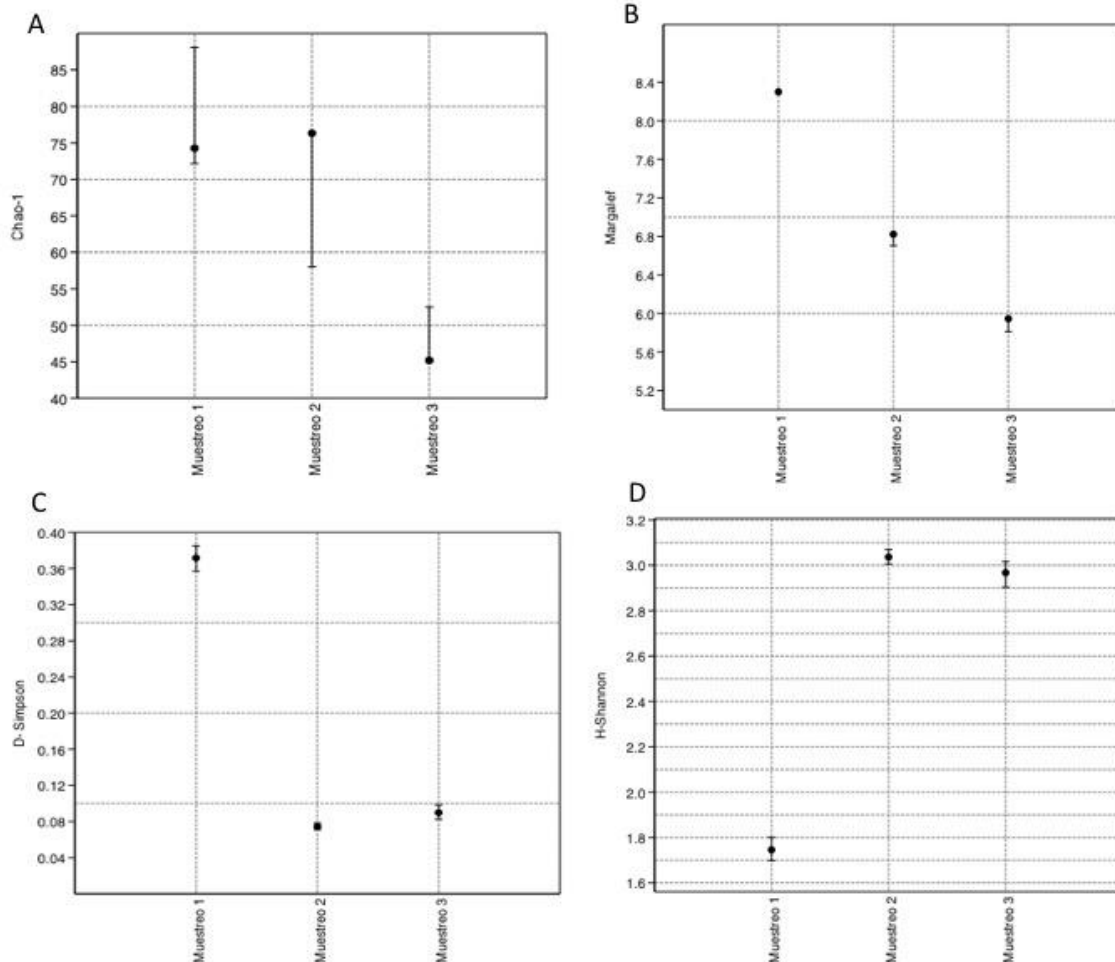 A
Chao-1
85
80
75
70
65
60
55
50
45
40
Muestreo 1
Muestreo 2
Muestreo 3
B
Margalef
8.4
8.0
7.6
7.2
6.8
6.4
6.0
5.6
5.2
Muestreo 1
Muestreo 2
Muestreo 3
C
D- Simpson
0.40
0.36
0.32
0.28
0.24
0.20
0.16
0.12
0.08
0.04
Muestreo 1
Muestreo 2
Muestreo 3
D
H-Shannon
3.2
3.0
2.8
2.6
2.4
2.2
2.0
1.8
1.6
Muestreo 1
Muestreo 2
Muestreo 3